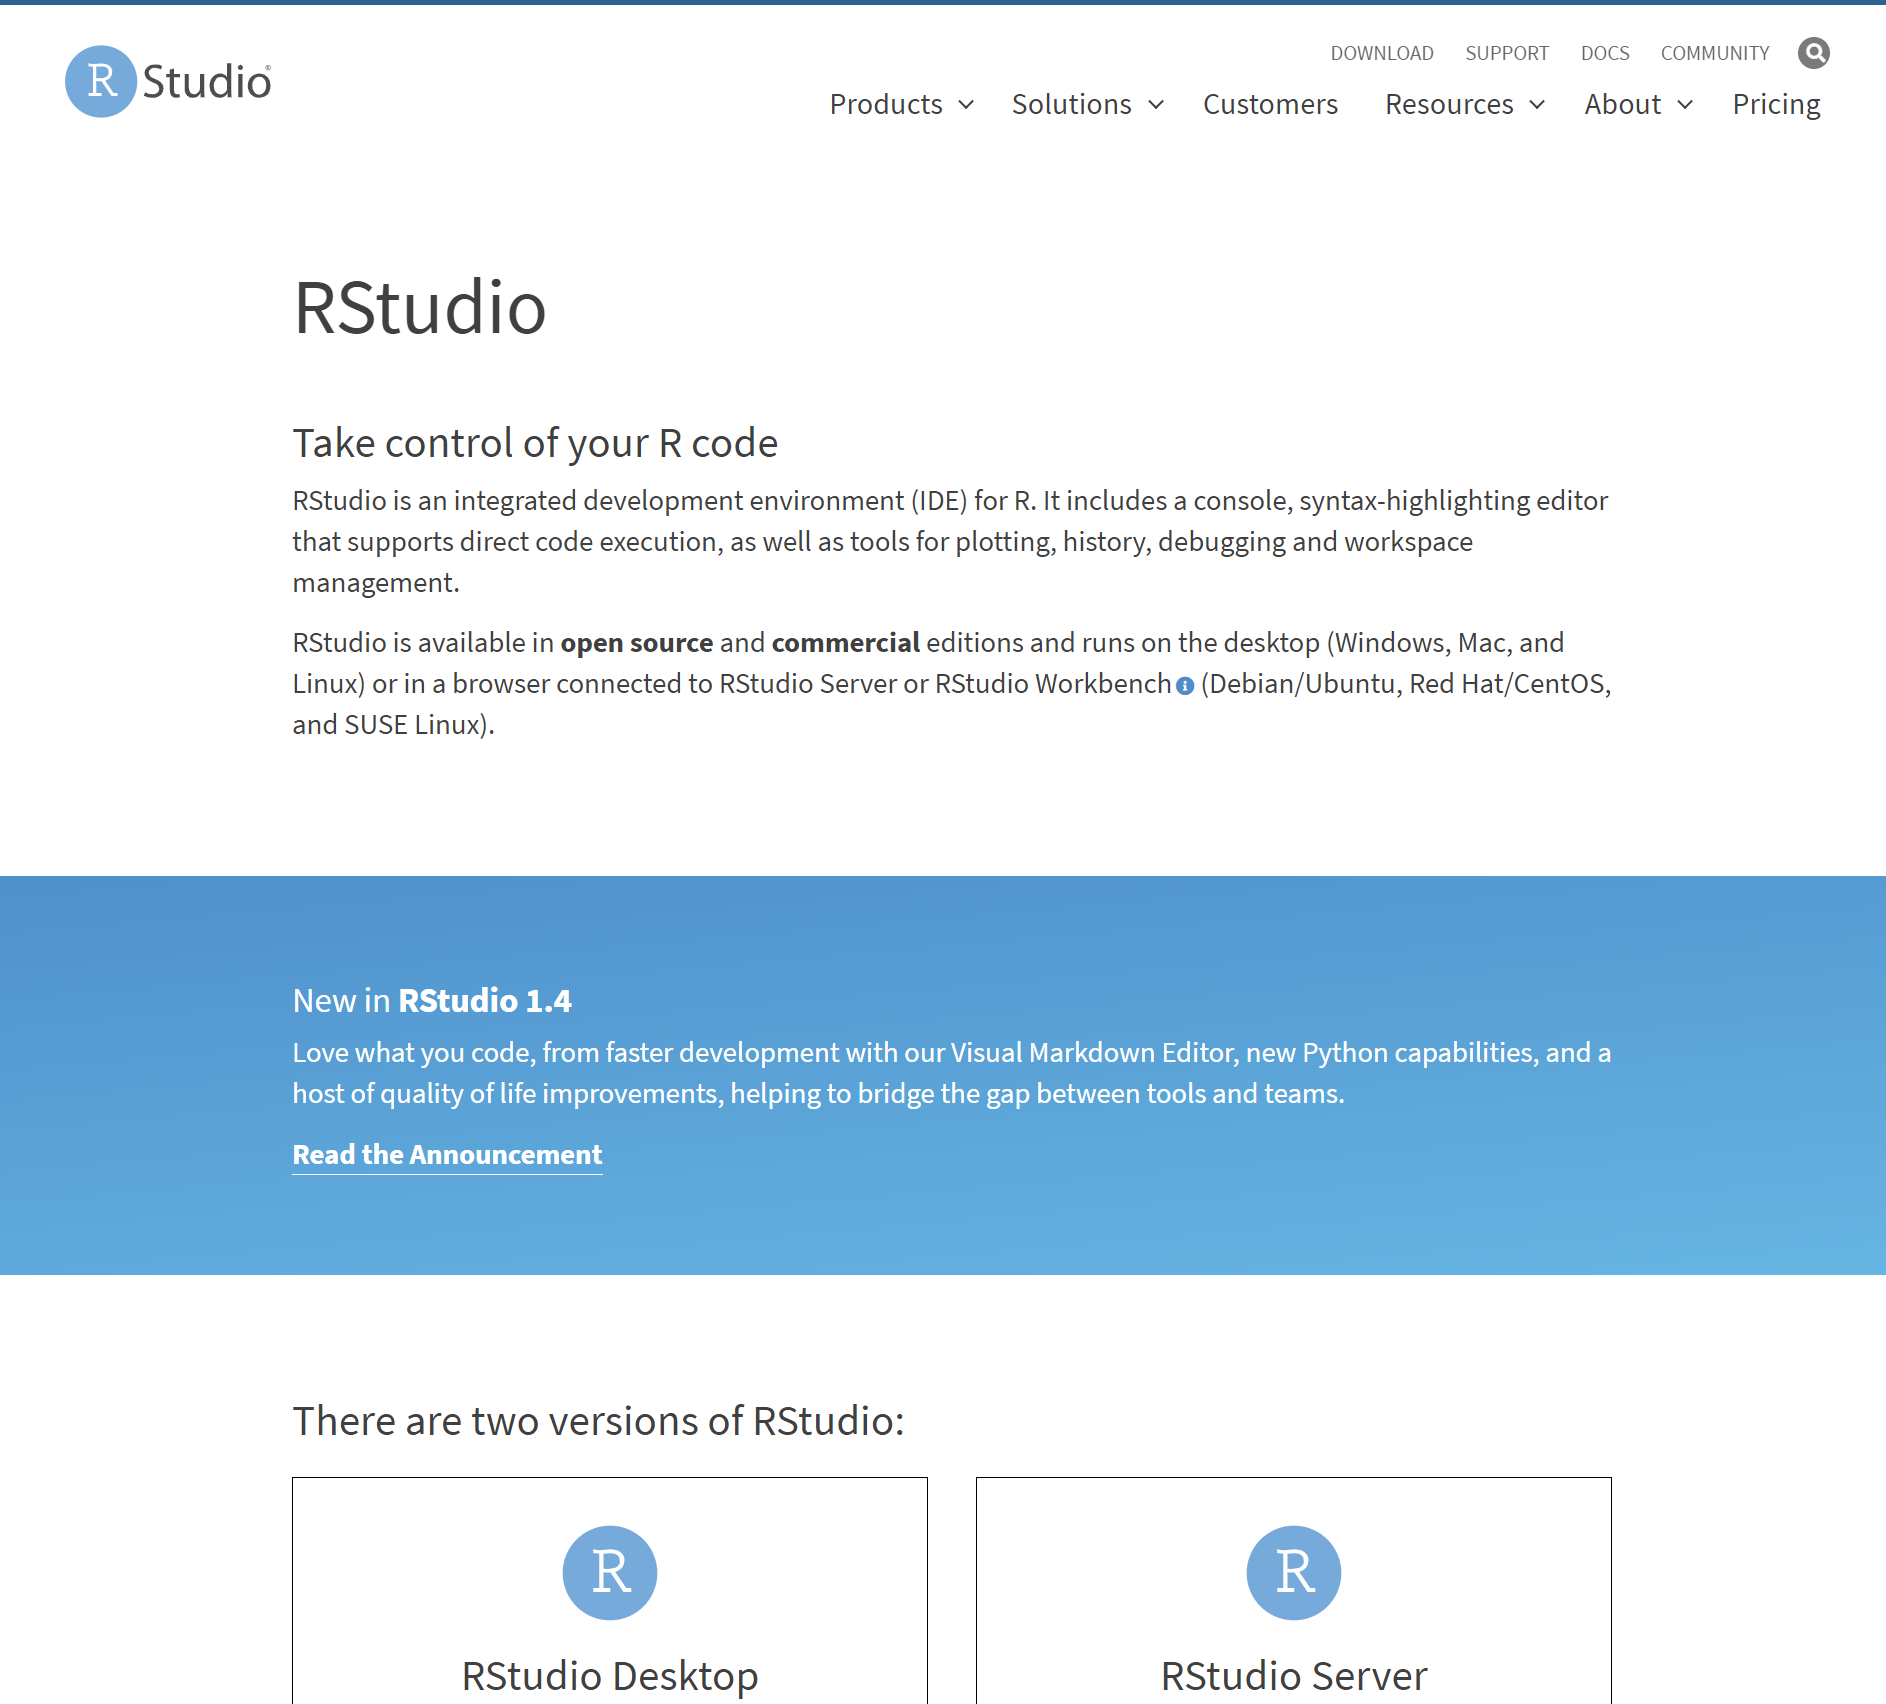 R Studio®
DOWNLOAD SUPPORT DOCS COMMUNITY
Products Solutions Customers Resources About Pricing
RStudio
Take control of your R code
RStudio is an integrated development environment (IDE) for R. It includes a console, syntax-highlighting editor
that supports direct code execution, as well as tools for plotting, history, debugging and workspace
management.
RStudio is available in open source and commercial editions and runs on the desktop (Windows, Mac, and
Linux) or in a browser connected to RStudio Server or RStudio Workbench i (Debian/Ubuntu, Red Hat/CentOS,
and SUSE Linux).
New in RStudio 1.4
Love what you code, from faster development with our Visual Markdown Editor, new Python capabilities, and a
host of quality of life improvements, helping to bridge the gap between tools and teams.
Read the Announcement
There are two versions of RStudio:
R
RStudio Desktop
R
RStudio Server